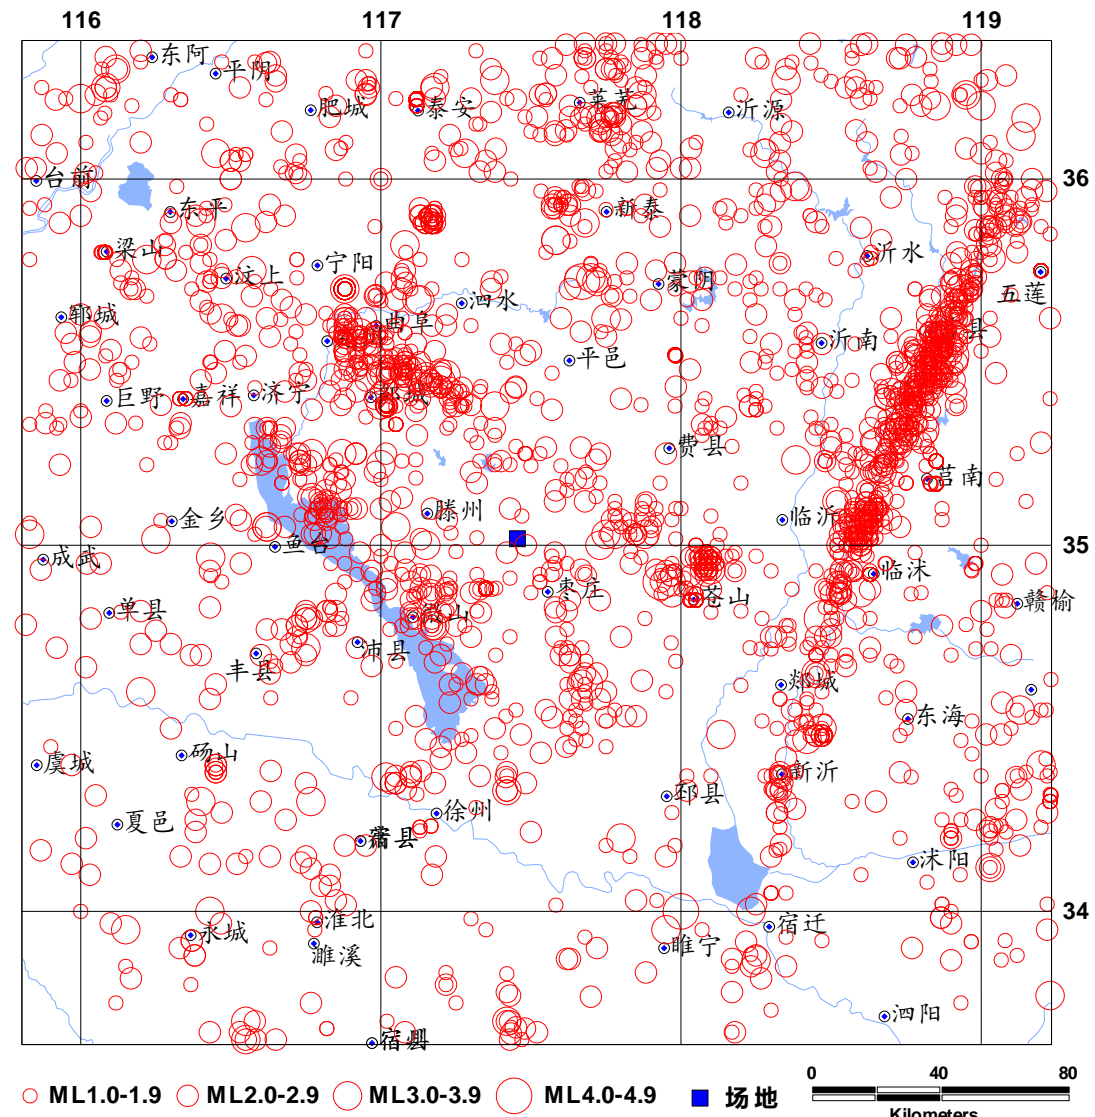 116 117 118 119
东阿
平阴
肥城
泰安
莱芜
沂源
台前
36
东平
新泰
梁山
宁阳
汶上
沂水
蒙阴
五莲
泗水
郓城
曲阜
县
沂南
平邑
巨野
嘉祥
济宁
邹城
费县
莒南
金乡
滕州
临沂
鱼台
35
成武
枣庄
临沭
苍山
单县
微山
赣榆
沛县
丰县
郯城
东海
砀山
虞城
新沂
邳县
夏邑
徐州
萧县
沭阳
34
永城
淮北
宿迁
濉溪
睢宁
泗阳
宿县
ML1.0-1.9 ML2.0-2.9 ML3.0-3.9 ML4.0-4.9 场地
0 40 80
Kilometers